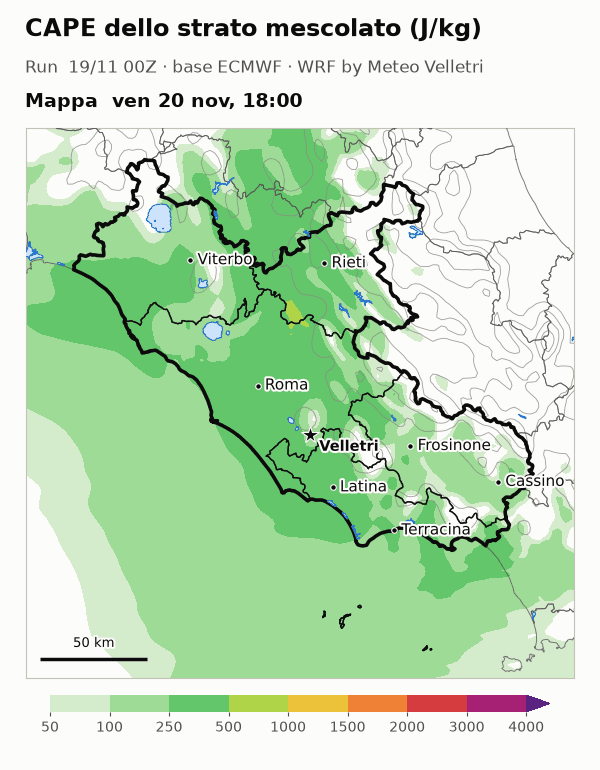 CAPE dello strato mescolato (J/kg)
Run  19/11 00Z · base ECMWF · WRF by Meteo Velletri
Mappa  ven 20 nov, 18:00
Viterbo
Rieti
Roma
Velletri
Frosinone
Latina
Cassino
Terracina
50 km
50 100 250 500 1000 1500 2000 3000 4000